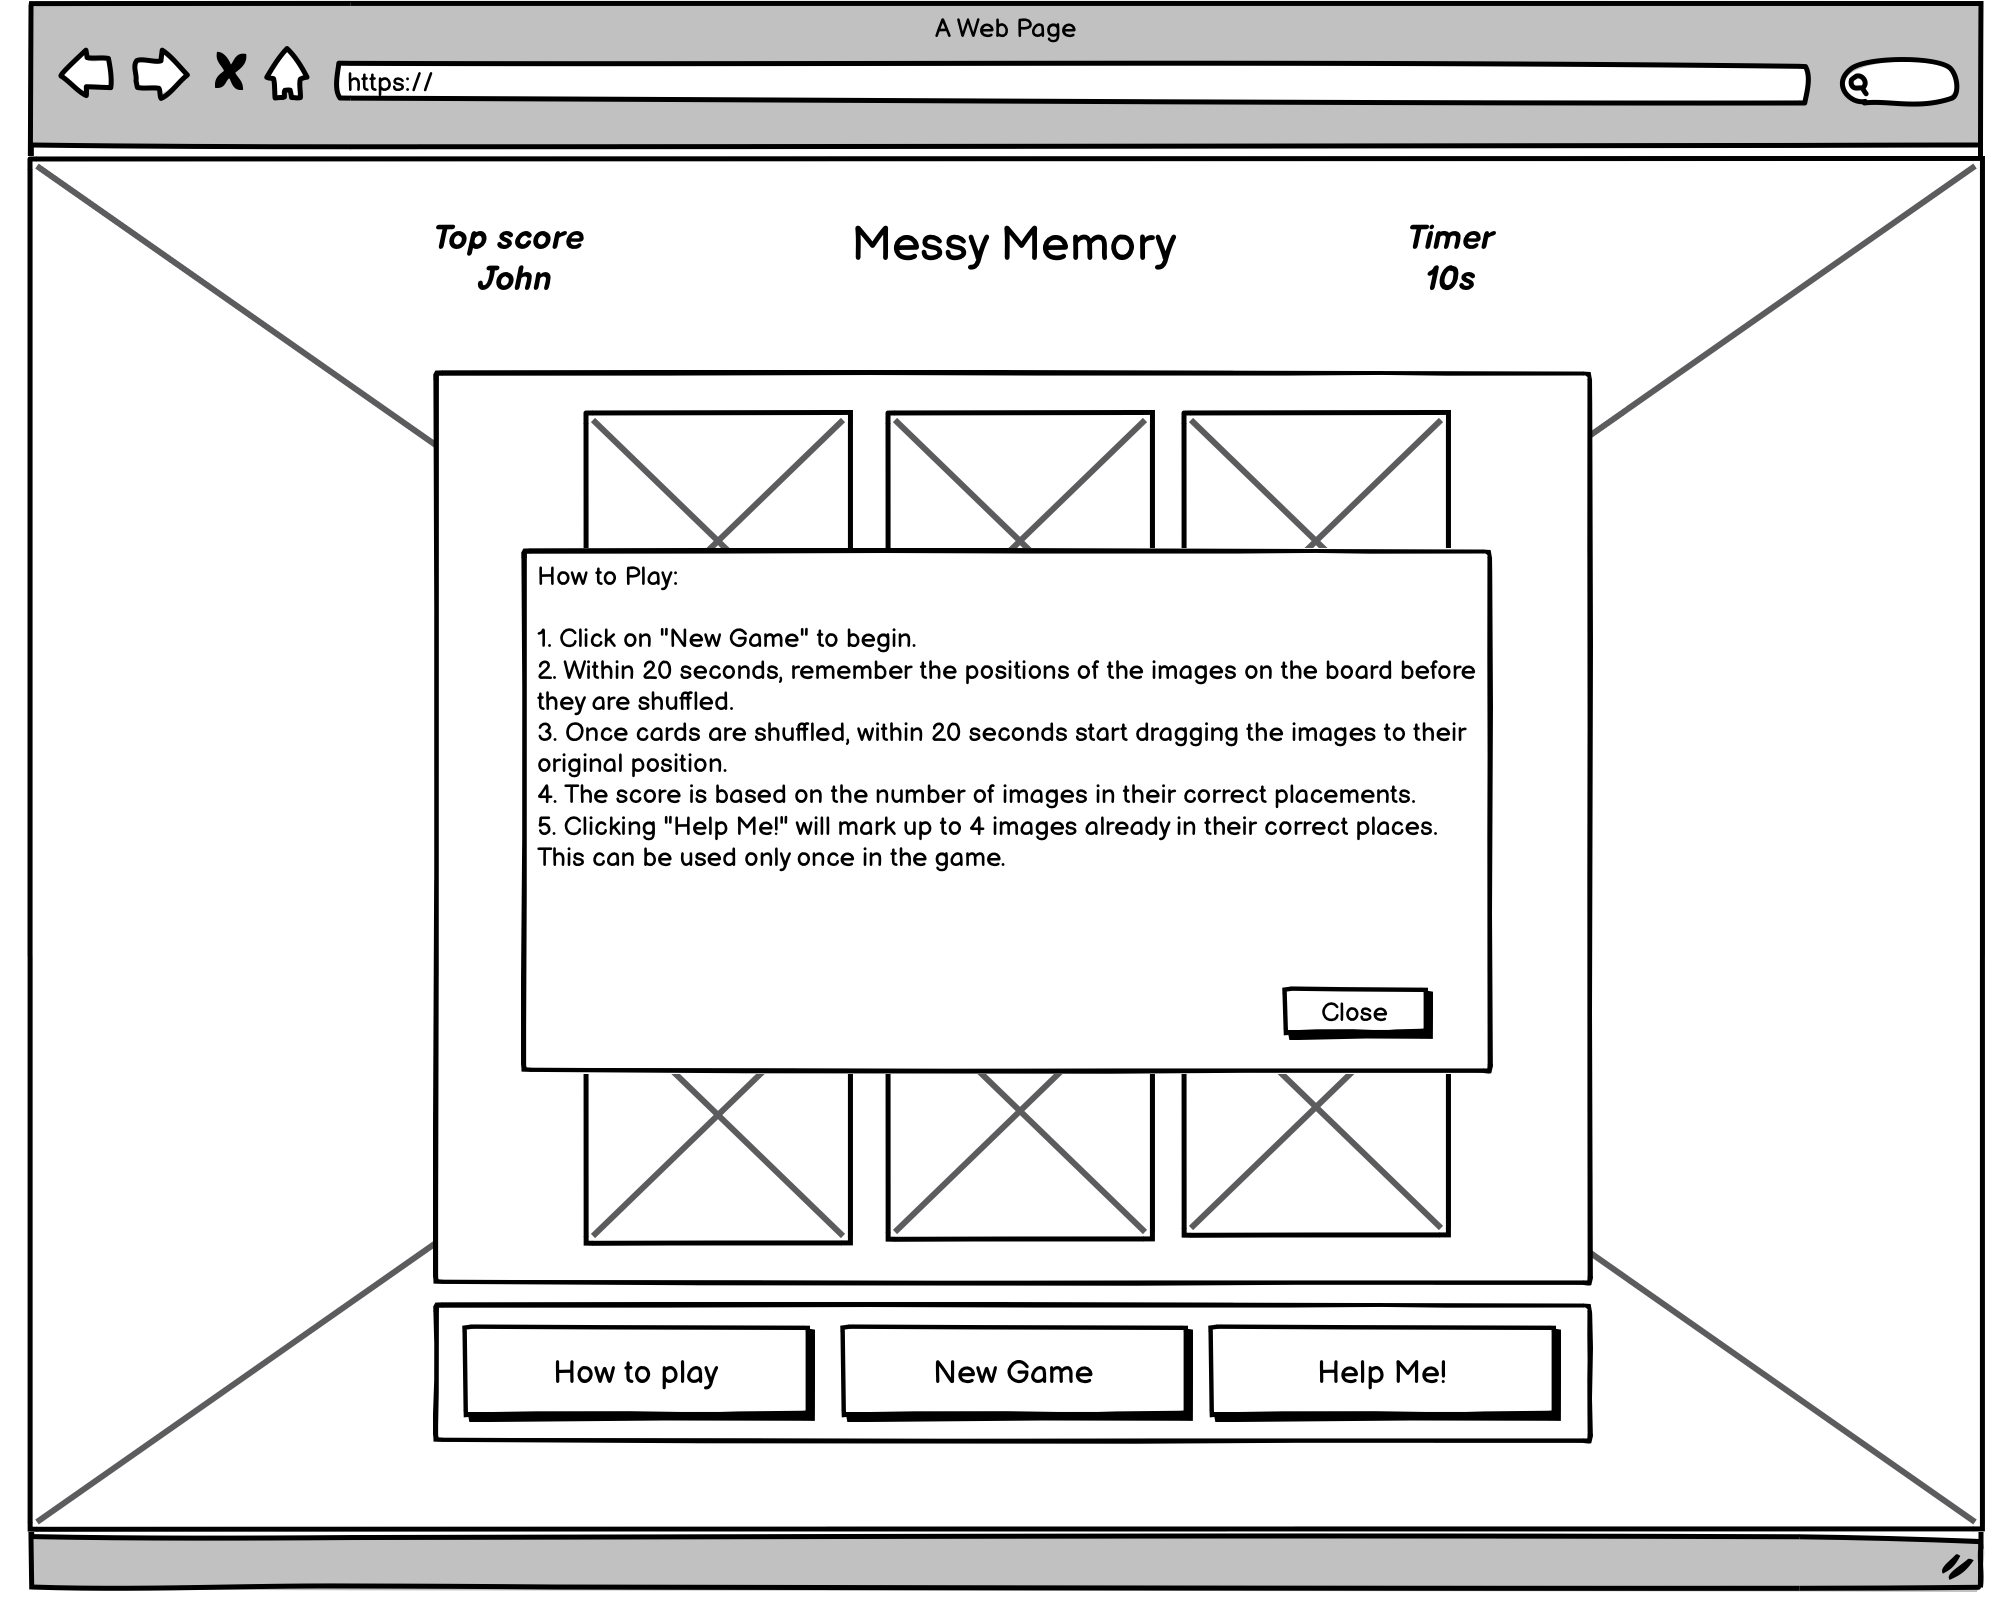 A Web Page
https://
Top score
John
Messy Memory
Timer
10s
How to Play:
1. Click on "New Game" to begin.
2. Within 20 seconds, remember the positions of the images on the board before
they are shuffled.
3. Once cards are shuffled, within 20 seconds start dragging the images to their
original position.
4. The score is based on the number of images in their correct placements.
5. Clicking "Help Me!" will mark up to 4 images already in their correct places.
This can be used only once in the game.
Close
How to play
New Game
Help Me!